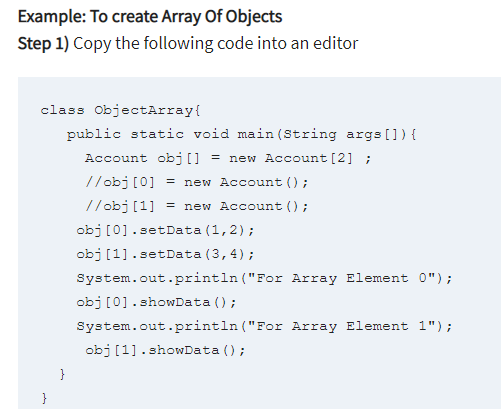 Example: To create Array Of Objects
Step 1) Copy the following code into an editor
class ObjectArray{
public static void main(String args[]){
Account obj[] = new Account[2] ;
//obj[0] = new Account();
//obj[1] = new Account();
obj[0].setData(1,2);
obj[1].setData(3,4);
System.out.println("For Array Element 0");
obj[0].showData();
System.out.println("For Array Element 1");
obj[1].showData();
}
}